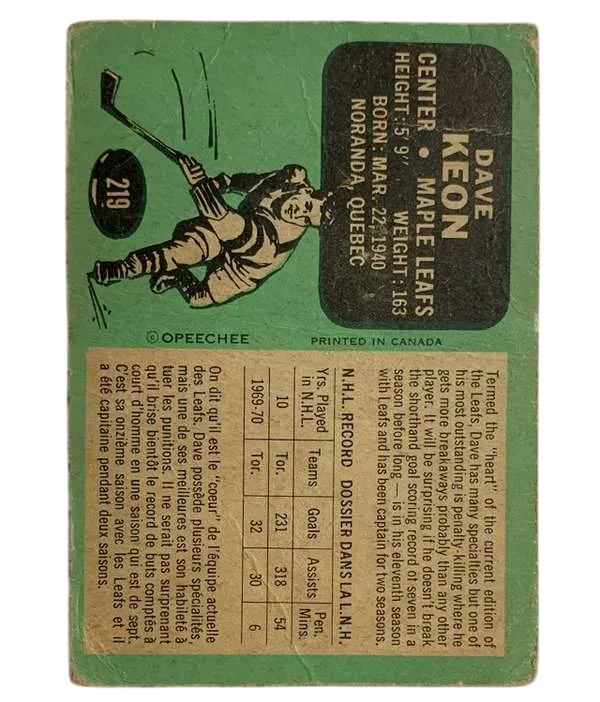 DAVE
KEON
CENTER • MAPLE LEAFS
HEIGHT: 5' 9" WEIGHT: 163
BORN: MAR. 22, 1940
NORANDA, QUEBEC
219
©OPEECHEE
PRINTED IN CANADA
Termed the "heart" of the current edition of
the Leafs, Dave has many specialties but one of
his most outstanding is penalty-killing where he
gets more breakaways probably than any other
player. It will be surprising if he doesn't break
the shorthand goal scoring record of seven in a
season before long — is in his eleventh season
with Leafs and has been captain for two seasons.
N.H.L. RECORD DOSSIER DANS LA L.N.H.
Yrs. Played in N.H.L. Teams Goals Assists Pen. Mins.
10 Tor. 231 318 54
1969-70 Tor. 32 30 6
On dit qu'il est le "coeur" de l'équipe actuelle
des Leafs. Dave possède plusieurs spécialités,
mais une de ses meilleures est son habileté à
tuer les punitions. Il ne serait pas surprenant
qu'il brise bientôt le record de buts comptés à
court d'homme en une saison qui est de sept.
C'est sa onzième saison avec les Leafs et il
a été capitaine pendant deux saisons.